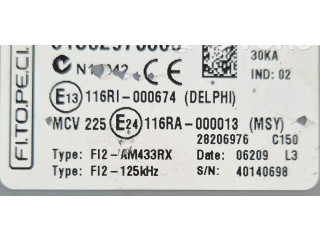 30KA
IND: 02
CE
E13 116RI-000674 (DELPHI)
MCV 225 E24 116RA-000013 (MSY)
28206976 C150
Type: FI2-AM433RX Date: 06209 L3
Type: FI2-125kHz S/N: 40140698
FI.TO.PE.CI.